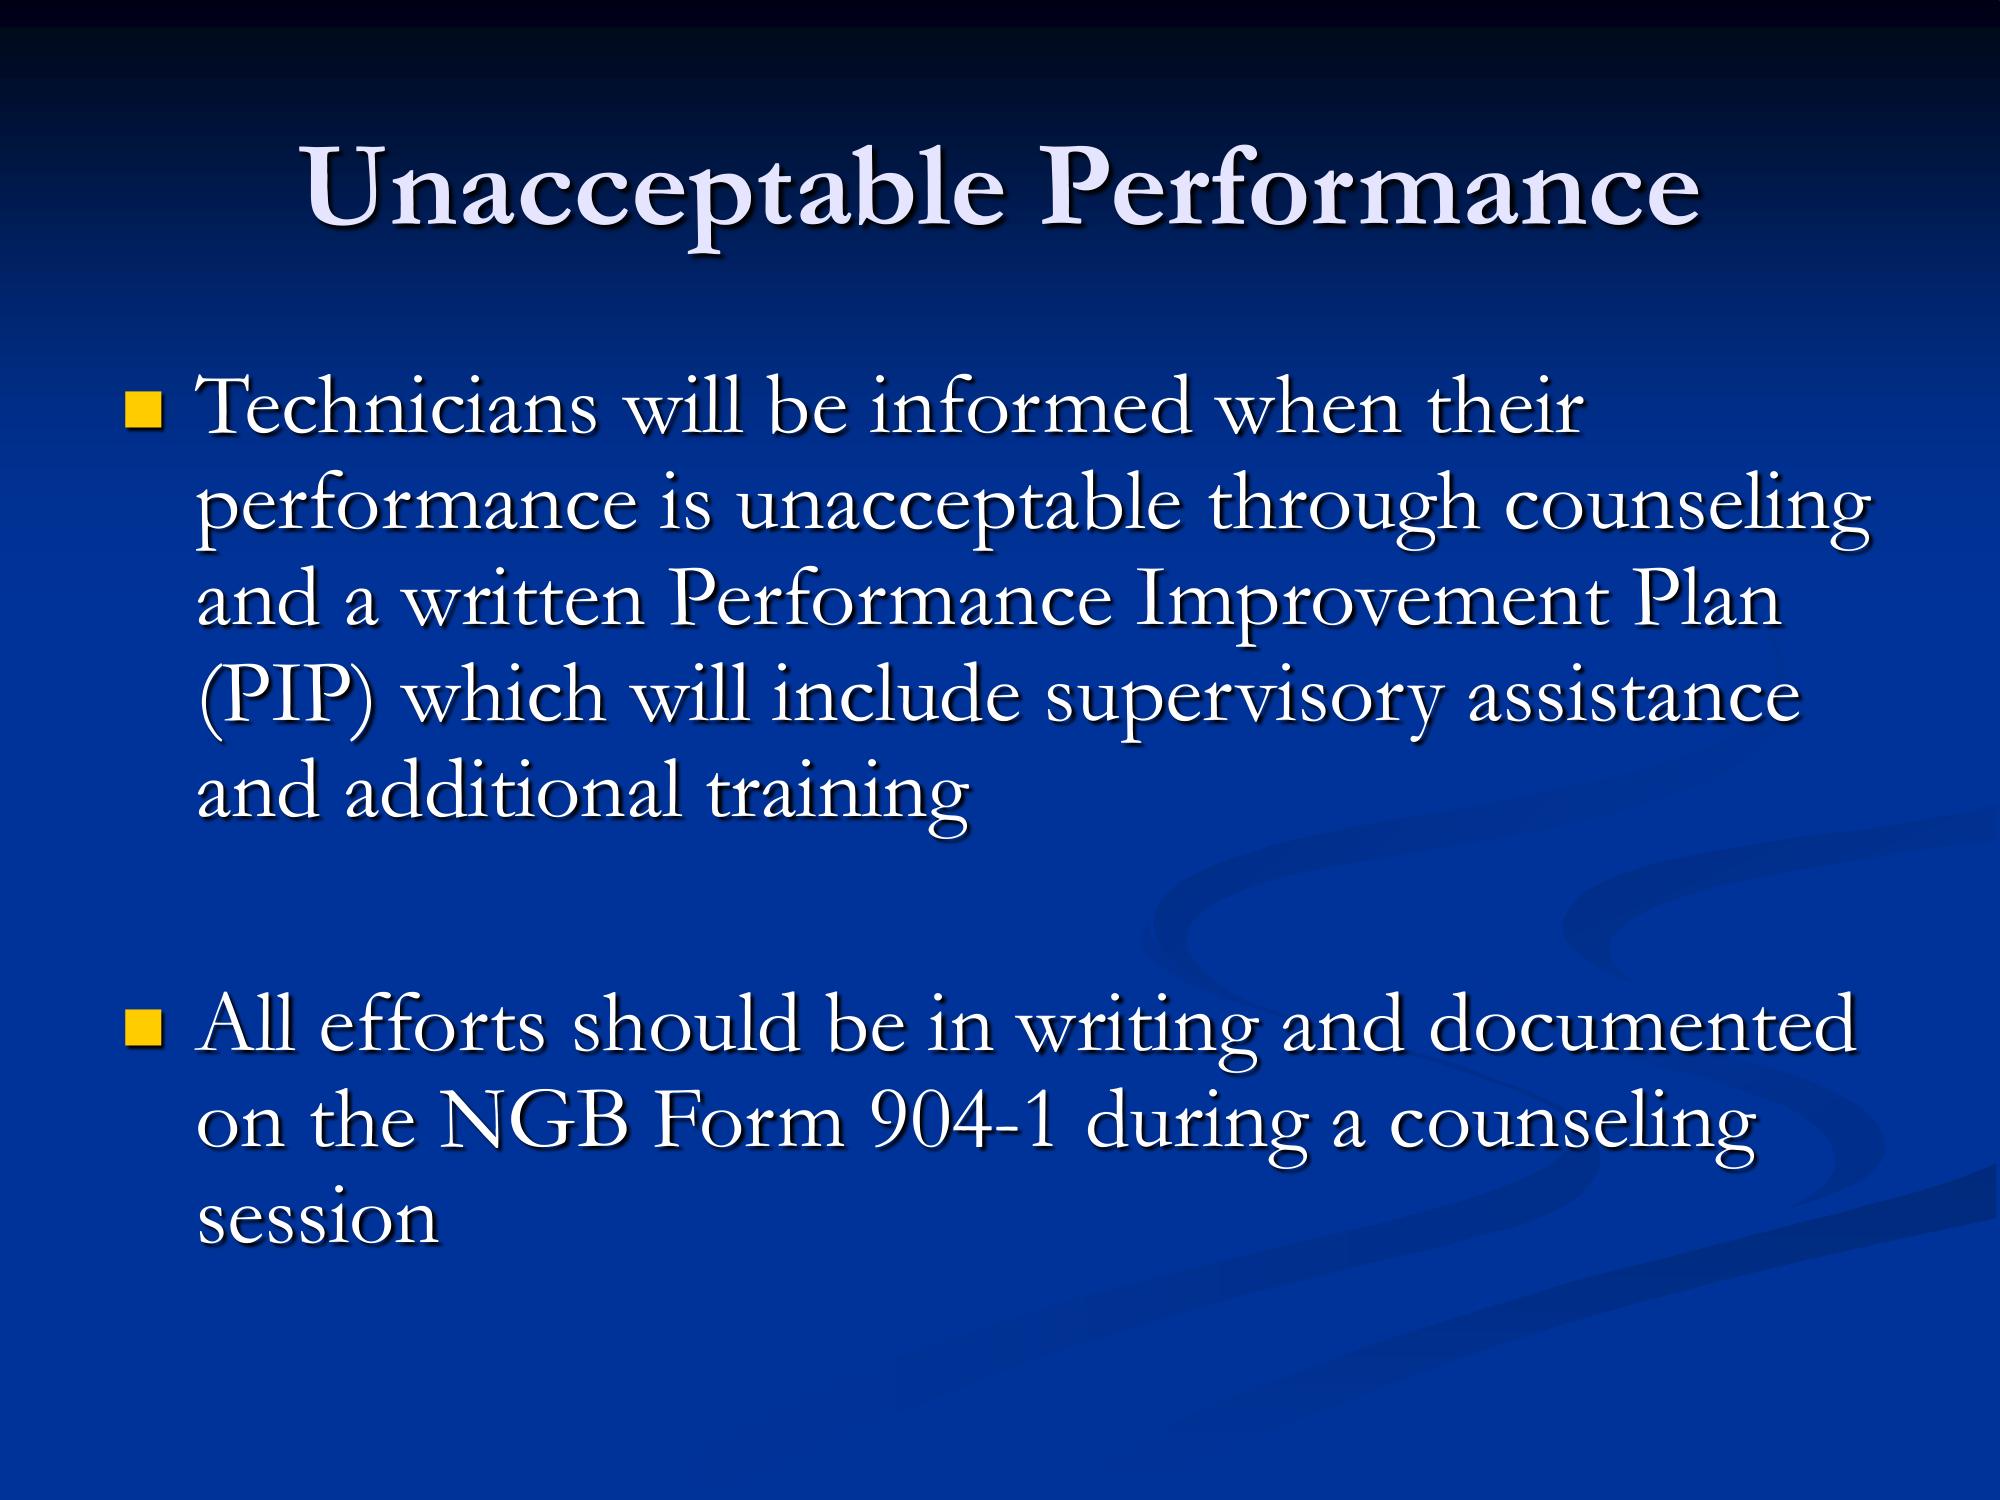 Unacceptable Performance
Technicians will be informed when their
performance is unacceptable through counseling
and a written Performance Improvement Plan
(PIP) which will include supervisory assistance
and additional training
All efforts should be in writing and documented
on the NGB Form 904-1 during a counseling
session